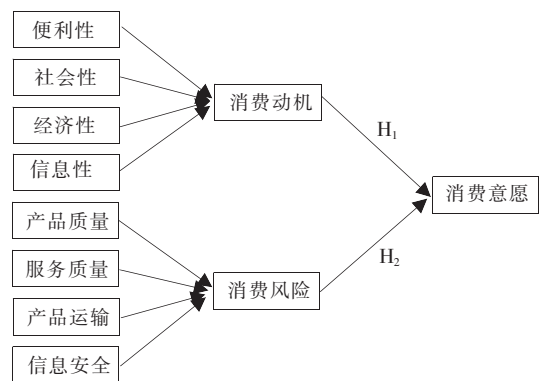 便利性
社会性
经济性
信息性
消费动机
H₁
消费意愿
产品质量
服务质量
产品运输
信息安全
消费风险
H₂